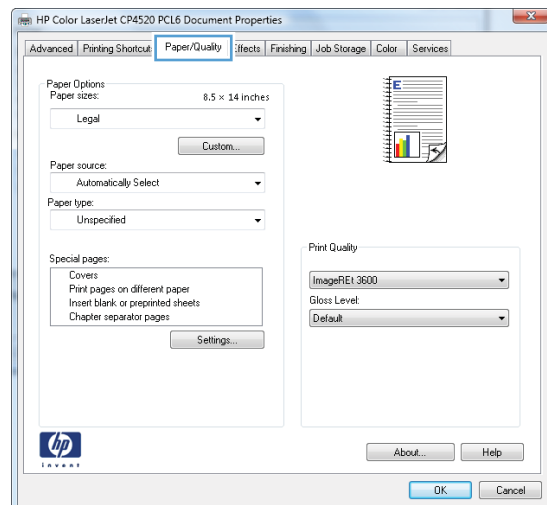 HP Color LaserJet CP4520 PCL6 Document Properties
Advanced Printing Shortcuts Paper/Quality Effects Finishing Job Storage Color Services
Paper Options
Paper sizes: 8.5 × 14 inches
Legal
Custom...
Paper source:
Automatically Select
Paper type:
Unspecified
Special pages:
Covers
Print pages on different paper
Insert blank or preprinted sheets
Chapter separator pages
Settings...
E
Print Quality
ImageREt 3600
Gloss Level:
Default
hp
invent
About... Help
OK Cancel